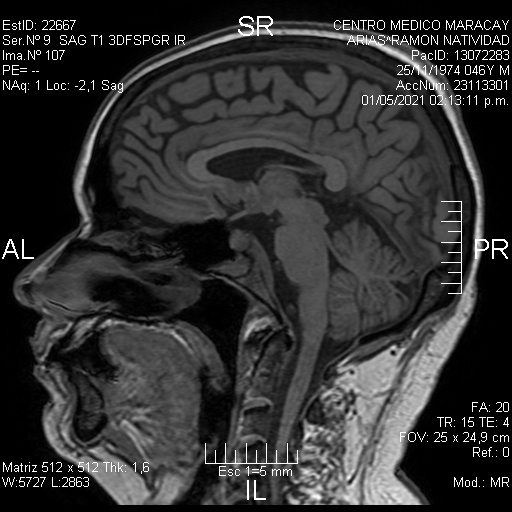 EstID: 22667
Ser.Nº 9 SAG T1 3DFSPGR IR
Ima.Nº 107
PE= --
NAq: 1 Loc: -2,1 Sag
SR
CENTRO MEDICO MARACAY
ARIAS^RAMON NATIVIDAD
PacID: 13072283
25/11/1974 046Y M
AccNum: 23113301
01/05/2021 02:13:11 p.m.
AL
PR
FA: 20
TR: 15 TE: 4
FOV: 25 x 24,9 cm
Ref.: 0
Mod.: MR
Matriz 512 x 512 Thk: 1,6
W:5727 L:2863
Esc 1=5 mm
IL